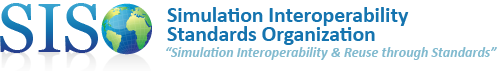 SISO
Simulation Interoperability
Standards Organization
“Simulation Interoperability & Reuse through Standards”